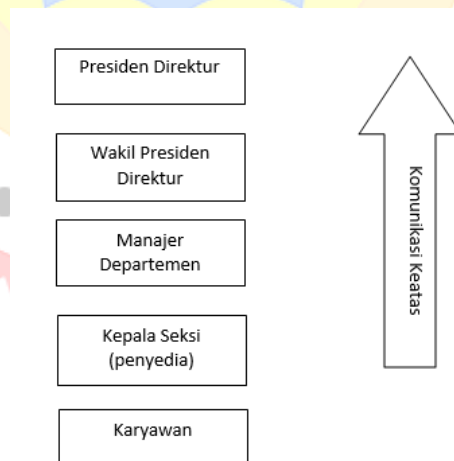 Presiden Direktur
Wakil Presiden
Direktur
Manajer
Departemen
Kepala Seksi
(penyedia)
Karyawan
Komunikasi Keatas